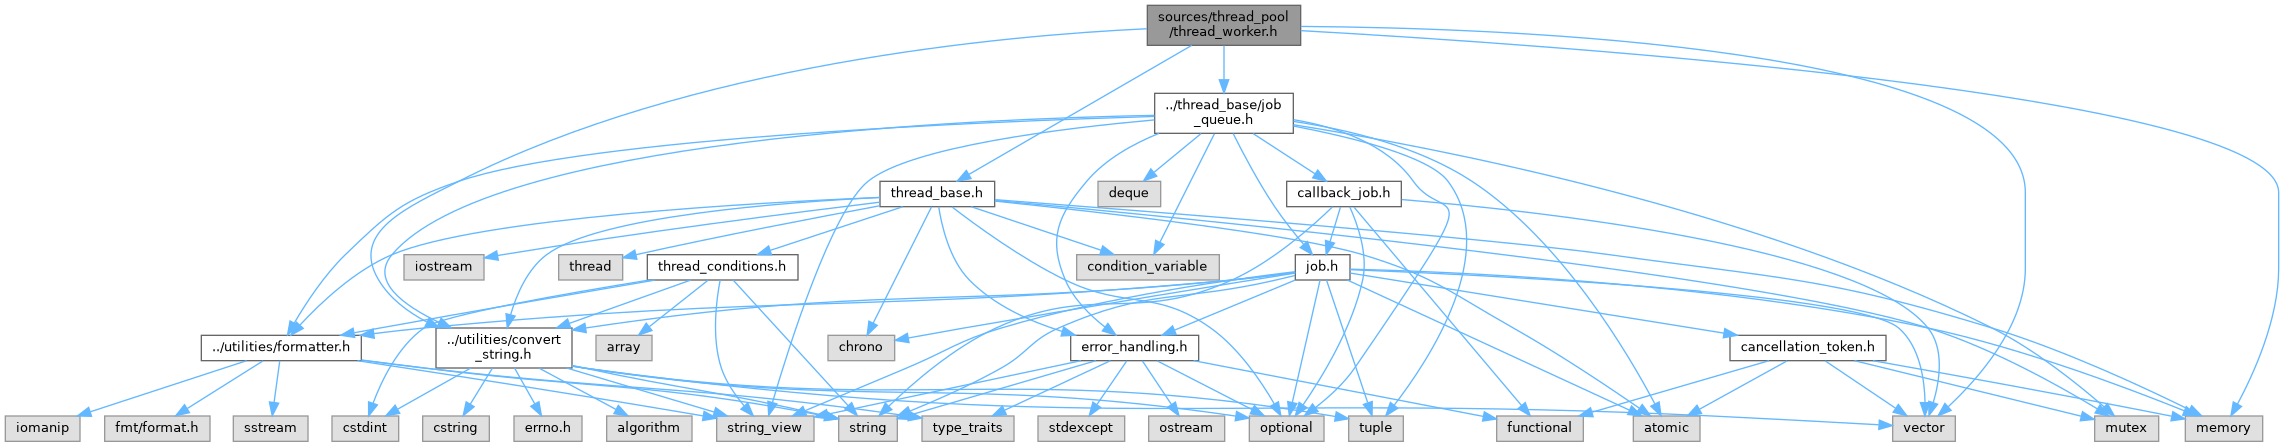 sources/thread_pool
/thread_worker.h
../thread_base/job
_queue.h
thread_base.h
deque
callback_job.h
iostream
thread
thread_conditions.h
condition_variable
job.h
../utilities/formatter.h
../utilities/convert
_string.h
array
chrono
error_handling.h
cancellation_token.h
iomanip
fmt/format.h
sstream
cstdint
cstring
errno.h
algorithm
string_view
string
type_traits
stdexcept
ostream
optional
tuple
functional
atomic
vector
mutex
memory